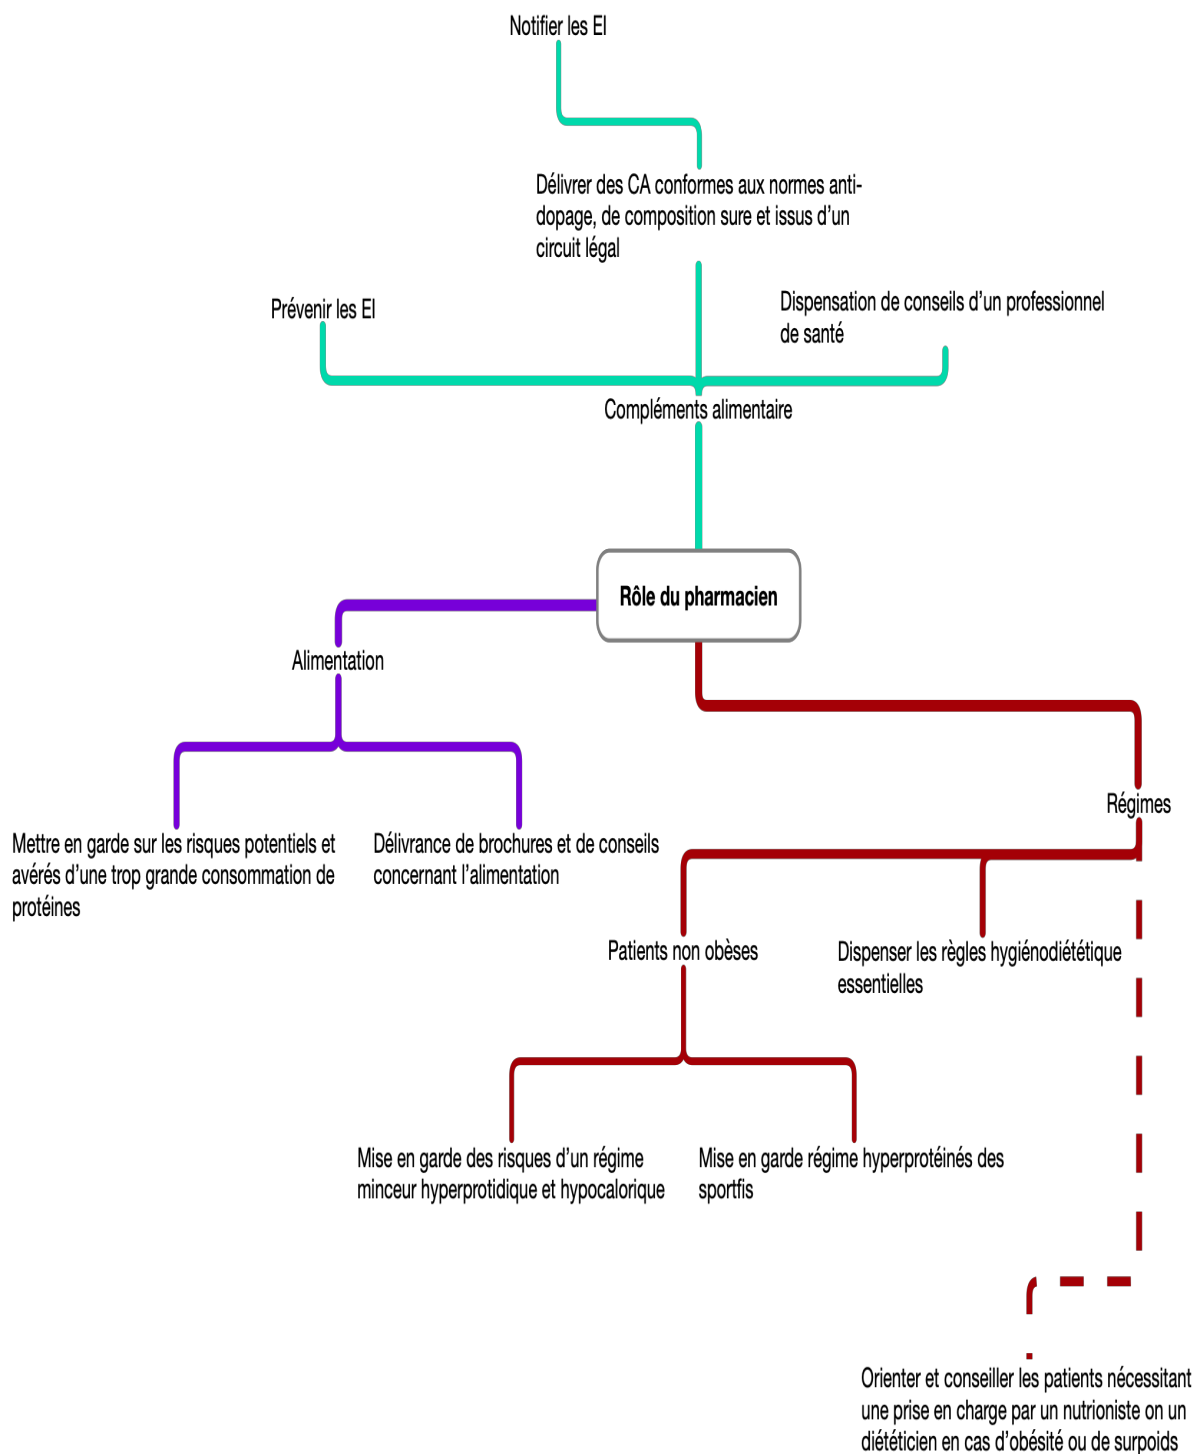 Notifier les EI
Délivrer des CA conformes aux normes anti-
dopage, de composition sure et issus d'un
circuit légal
Prévenir les EI
Dispensation de conseils d'un professionnel
de santé
Compléments alimentaire
Rôle du pharmacien
Alimentation
Régimes
Mettre en garde sur les risques potentiels et
avérés d'une trop grande consommation de
protéines
Délivrance de brochures et de conseils
concernant l'alimentation
Patients non obèses
Dispenser les règles hygiénodiététique
essentielles
Mise en garde des risques d'un régime
minceur hyperprotidique et hypocalorique
Mise en garde régime hyperprotéinés des
sportfis
Orienter et conseiller les patients nécessitant
une prise en charge par un nutrioniste on un
diététicien en cas d'obésité ou de surpoids